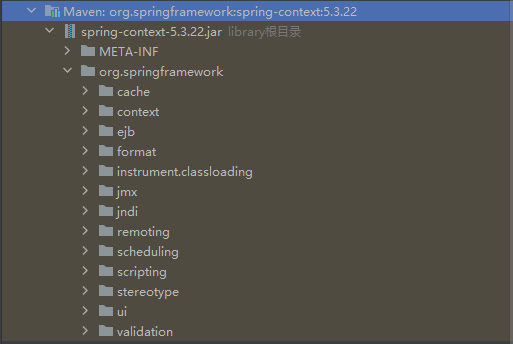 Maven: org.springframework:spring-context:5.3.22
spring-context-5.3.22.jar library根目录
META-INF
org.springframework
cache
context
ejb
format
instrument.classloading
jmx
jndi
remoting
scheduling
scripting
stereotype
ui
validation